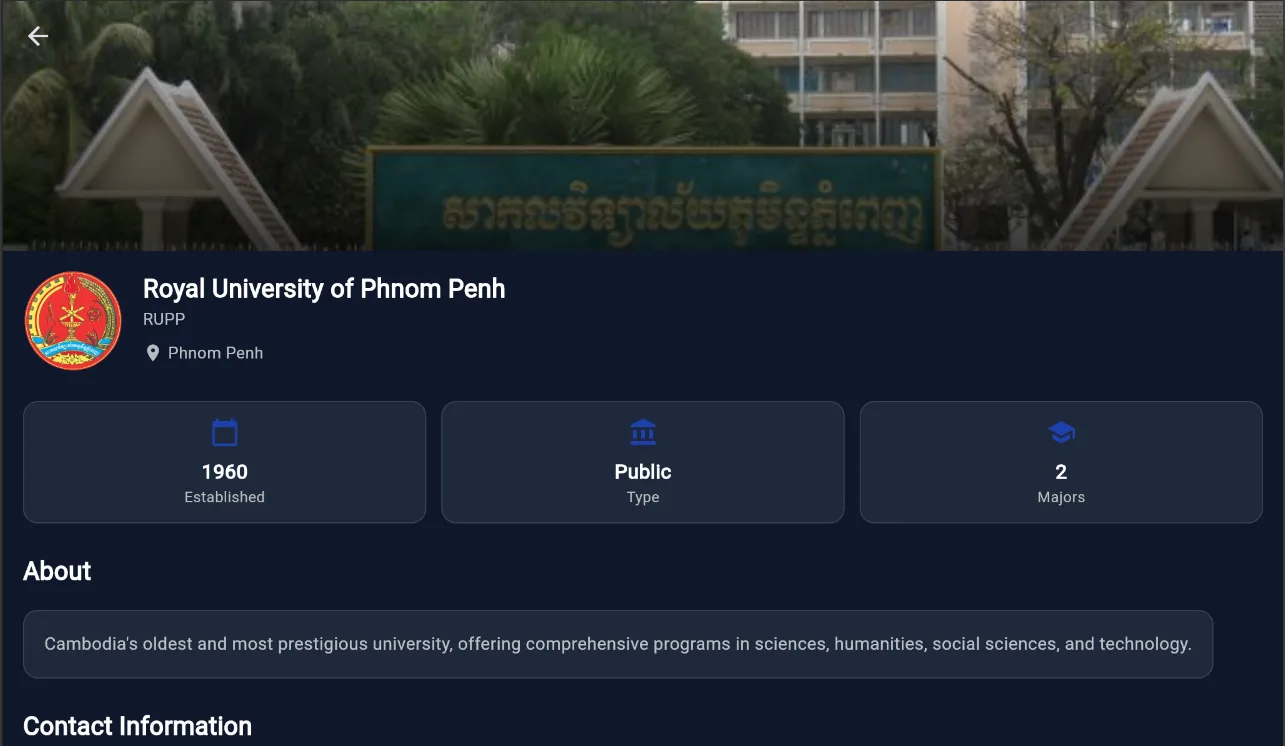 សាកលវិទ្យាល័យភូមិន្ទភ្នំពេញ
Royal University of Phnom Penh
RUPP
Phnom Penh
1960
Established
Public
Type
2
Majors
About
Cambodia's oldest and most prestigious university, offering comprehensive programs in sciences, humanities, social sciences, and technology.
Contact Information